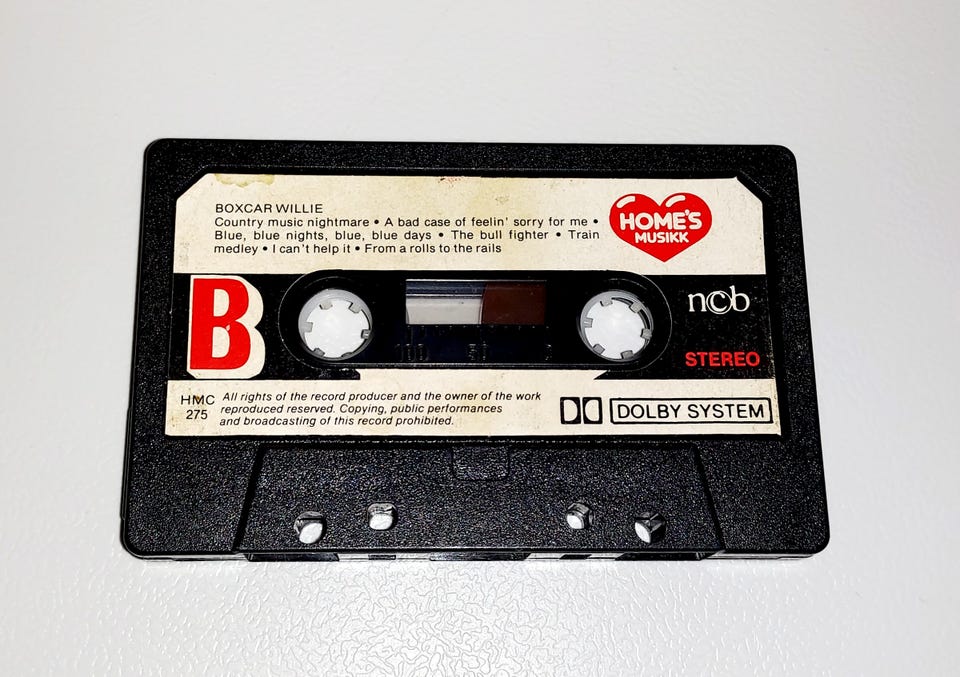 BOXCAR WILLIE
Country music nightmare • A bad case of feelin' sorry for me •
Blue, blue nights, blue, blue days • The bull fighter • Train
medley • I can't help it • From a rolls to the rails
HOME'S
MUSIKK
B
ncb
STEREO
100 50 0
HMC
275
All rights of the record producer and the owner of the work
reproduced reserved. Copying, public performances
and broadcasting of this record prohibited.
DOLBY SYSTEM